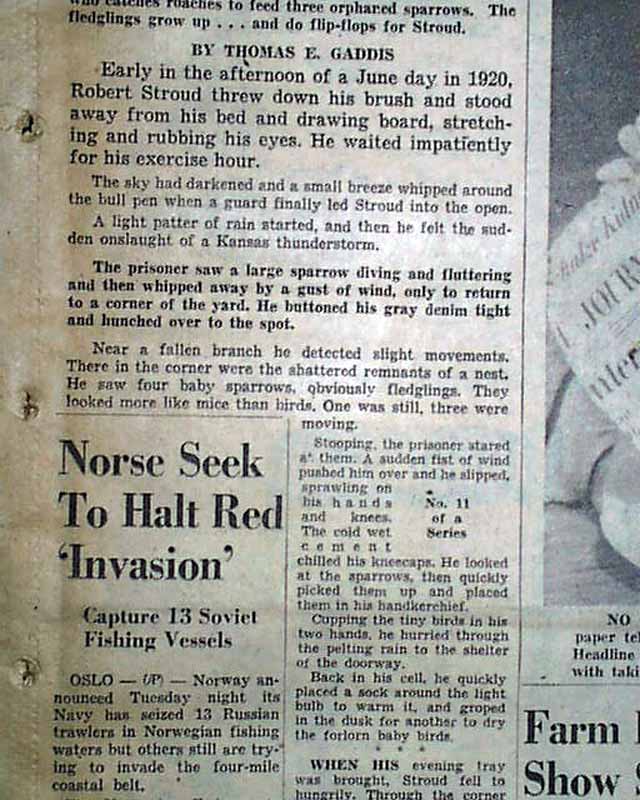 who catches roaches to feed three orphaned sparrows. The
fledglings grow up . . . and do flip-flops for Stroud.
BY THOMAS E. GADDIS
Early in the afternoon of a June day in 1920,
Robert Stroud threw down his brush and stood
away from his bed and drawing board, stretch-
ing and rubbing his eyes. He waited impatiently
for his exercise hour.
The sky had darkened and a small breeze whipped around
the bull pen when a guard finally led Stroud into the open.
A light patter of rain started, and then he felt the sud-
den onslaught of a Kansas thunderstorm.
The prisoner saw a large sparrow diving and fluttering
and then whipped away by a gust of wind, only to return
to a corner of the yard. He buttoned his gray denim tight
and hunched over to the spot.
Near a fallen branch he detected slight movements.
There in the corner were the shattered remnants of a nest.
He saw four baby sparrows, obviously fledglings. They
looked more like mice than birds. One was still, three were
moving.
Stooping, the prisoner stared
at them. A sudden fist of wind
pushed him over and he slipped,
sprawling on
his hands
and knees.
The cold wet
cement
No. 11
of a
Series
chilled his kneecaps. He looked
at the sparrows, then quickly
picked them up and placed
them in his handkerchief.
Cupping the tiny birds in his
two hands, he hurried through
the pelting rain to the shelter
of the doorway.
Back in his cell, he quickly
placed a sock around the light
bulb to warm it, and groped
in the dusk for another to dry
the forlorn baby birds.
* * *
WHEN HIS evening tray
was brought, Stroud fell to
hungrily. Through the corner
Norse Seek
To Halt Red
'Invasion'
Capture 13 Soviet
Fishing Vessels
OSLO — (UP) — Norway an-
nounced Tuesday night its
Navy has seized 13 Russian
trawlers in Norwegian fishing
waters but others still are try-
ing to invade the four-mile
coastal belt.
JOURN
NO
paper te
Headline
with taki
Farm
Show